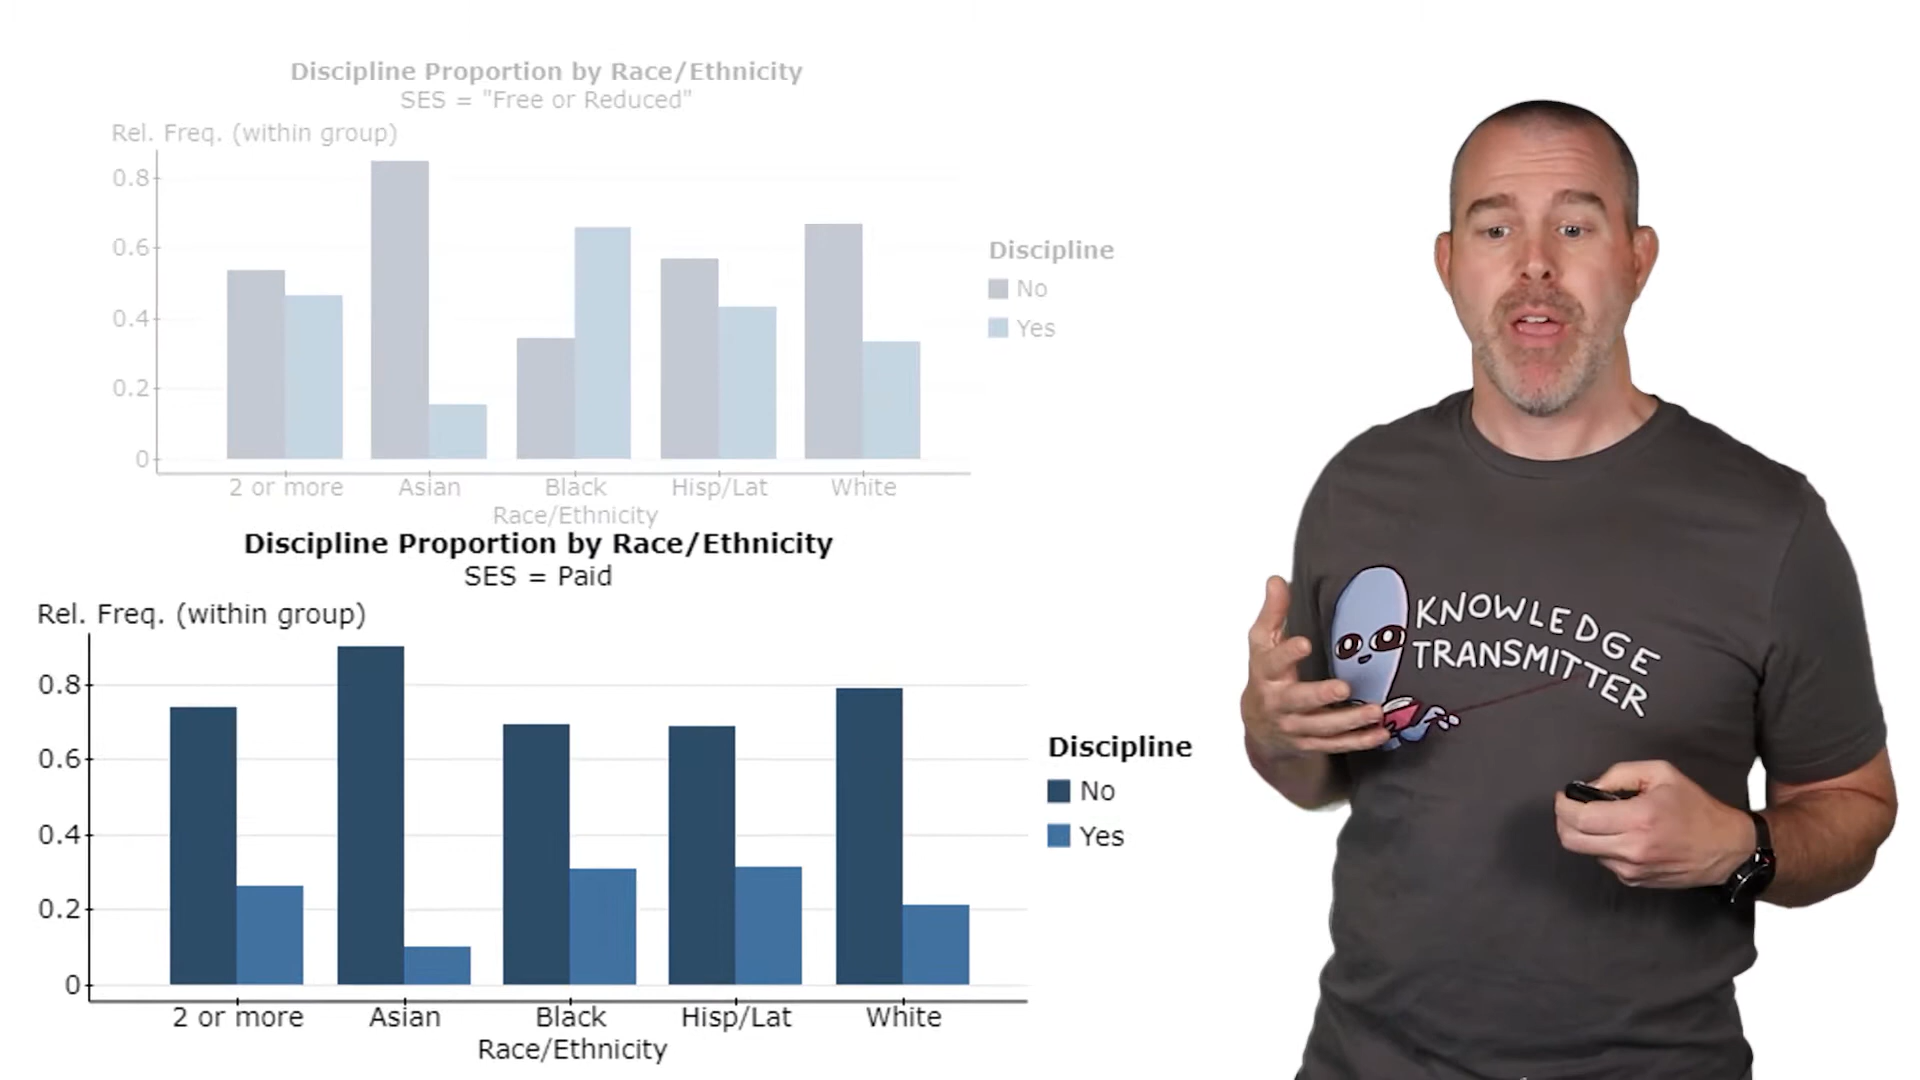 Discipline Proportion by Race/Ethnicity
SES = "Free or Reduced"
Rel. Freq. (within group)
0.8
0.6
0.4
0.2
0
2 or more Asian Black Hisp/Lat White
Race/Ethnicity
Discipline
No
Yes
Discipline Proportion by Race/Ethnicity
SES = Paid
Rel. Freq. (within group)
0.8
0.6
0.4
0.2
0
2 or more Asian Black Hisp/Lat White
Race/Ethnicity
Discipline
No
Yes
KNOWLEDGE
TRANSMITTER